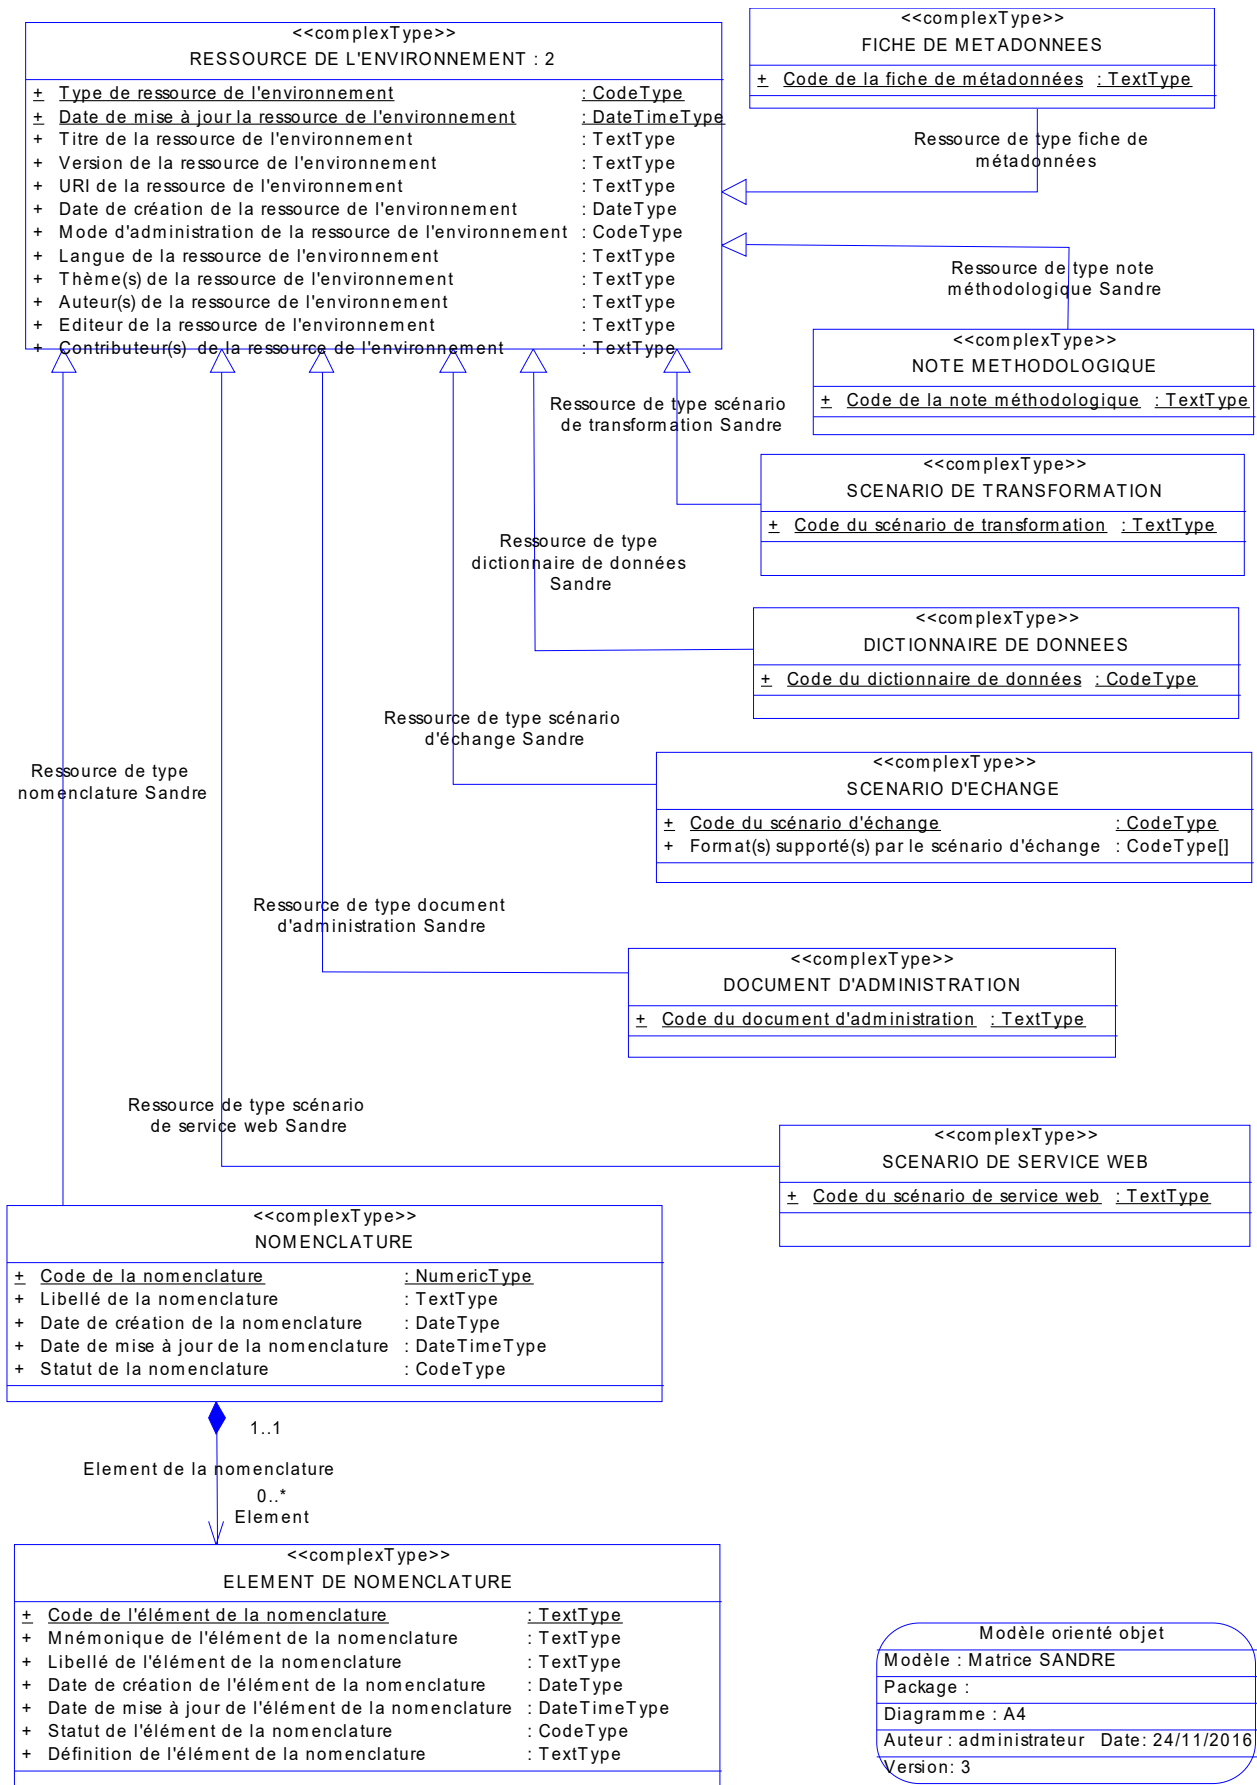 <<complexType>>
RESSOURCE DE L'ENVIRONNEMENT : 2
+ Type de ressource de l'environnement : CodeType
+ Date de mise à jour la ressource de l'environnement : DateTimeType
+ Titre de la ressource de l'environnement : TextType
+ Version de la ressource de l'environnement : TextType
+ URI de la ressource de l'environnement : TextType
+ Date de création de la ressource de l'environnement : DateType
+ Mode d'administration de la ressource de l'environnement : CodeType
+ Langue de la ressource de l'environnement : TextType
+ Thème(s) de la ressource de l'environnement : TextType
+ Auteur(s) de la ressource de l'environnement : TextType
+ Editeur de la ressource de l'environnement : TextType
+ Contributeur(s) de la ressource de l'environnement : TextType
<<complexType>>
FICHE DE METADONNEES
+ Code de la fiche de métadonnées : TextType
Ressource de type fiche de
métadonnées
Ressource de type note
méthodologique Sandre
<<complexType>>
NOTE METHODOLOGIQUE
+ Code de la note méthodologique : TextType
Ressource de type scénario
de transformation Sandre
<<complexType>>
SCENARIO DE TRANSFORMATION
+ Code du scénario de transformation : TextType
Ressource de type
dictionnaire de données
Sandre
<<complexType>>
DICTIONNAIRE DE DONNEES
+ Code du dictionnaire de données : CodeType
Ressource de type scénario
d'échange Sandre
<<complexType>>
SCENARIO D'ECHANGE
+ Code du scénario d'échange : CodeType
+ Format(s) supporté(s) par le scénario d'échange : CodeType[]
Ressource de type
nomenclature Sandre
Ressource de type document
d'administration Sandre
<<complexType>>
DOCUMENT D'ADMINISTRATION
+ Code du document d'administration : TextType
Ressource de type scénario
de service web Sandre
<<complexType>>
SCENARIO DE SERVICE WEB
+ Code du scénario de service web : TextType
<<complexType>>
NOMENCLATURE
+ Code de la nomenclature : NumericType
+ Libellé de la nomenclature : TextType
+ Date de création de la nomenclature : DateType
+ Date de mise à jour de la nomenclature : DateTimeType
+ Statut de la nomenclature : CodeType
1..1
Element de la nomenclature
0..*
Element
<<complexType>>
ELEMENT DE NOMENCLATURE
+ Code de l'élément de la nomenclature : TextType
+ Mnémonique de l'élément de la nomenclature : TextType
+ Libellé de l'élément de la nomenclature : TextType
+ Date de création de l'élément de la nomenclature : DateType
+ Date de mise à jour de l'élément de la nomenclature : DateTimeType
+ Statut de l'élément de la nomenclature : CodeType
+ Définition de l'élément de la nomenclature : TextType
Modèle orienté objet
Modèle : Matrice SANDRE
Package :
Diagramme : A4
Auteur : administrateur Date: 24/11/2016
Version: 3